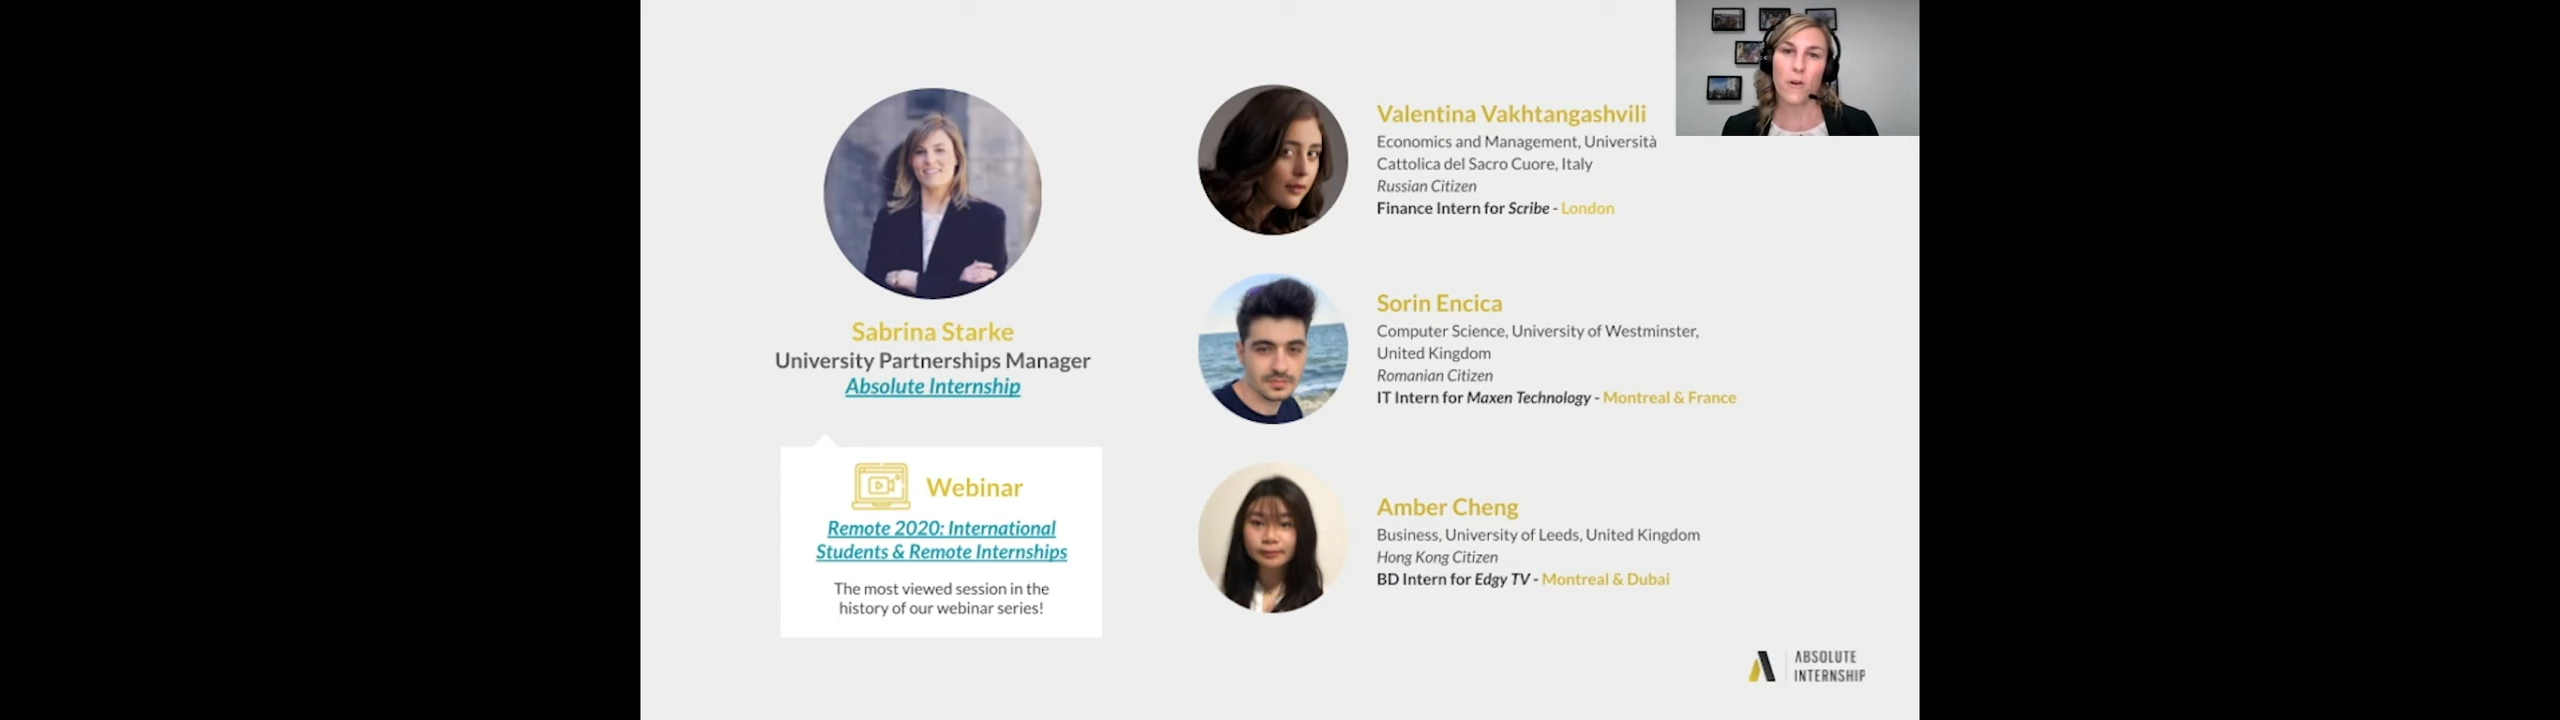 Sabrina Starke
University Partnerships Manager
Absolute Internship
Webinar
Remote 2020: International
Students & Remote Internships
The most viewed session in the
history of our webinar series!
Valentina Vakhtangashvili
Economics and Management, Università
Cattolica del Sacro Cuore, Italy
Russian Citizen
Finance Intern for Scribe - London
Sorin Encica
Computer Science, University of Westminster,
United Kingdom
Romanian Citizen
IT Intern for Maxen Technology - Montreal & France
Amber Cheng
Business, University of Leeds, United Kingdom
Hong Kong Citizen
BD Intern for Edgy TV - Montreal & Dubai
ABSOLUTE
INTERNSHIP